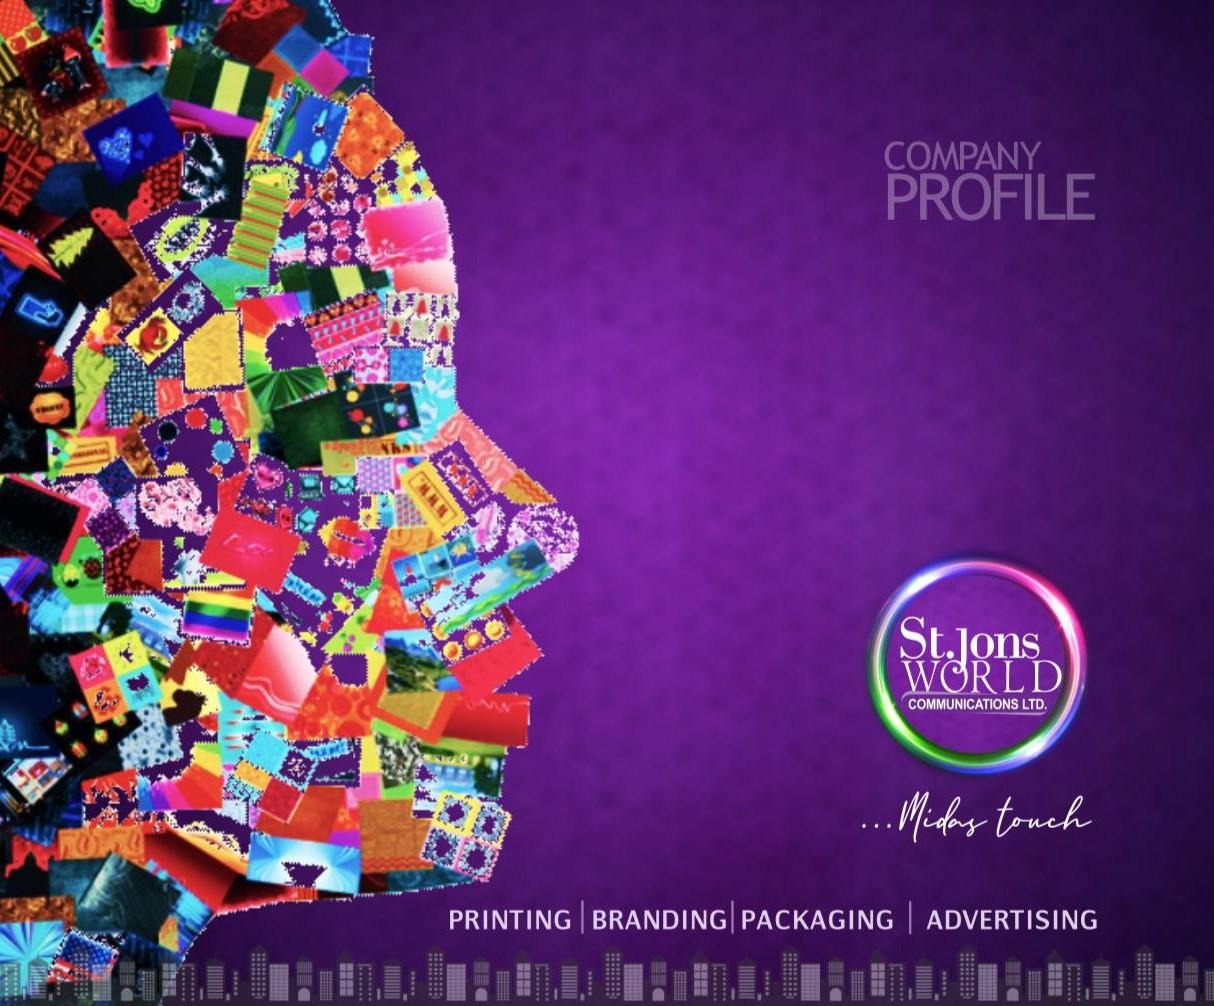 COMPANY
PROFILE
St.Jons
WORLD
COMMUNICATIONS LTD.
...Midas touch
PRINTING | BRANDING | PACKAGING | ADVERTISING